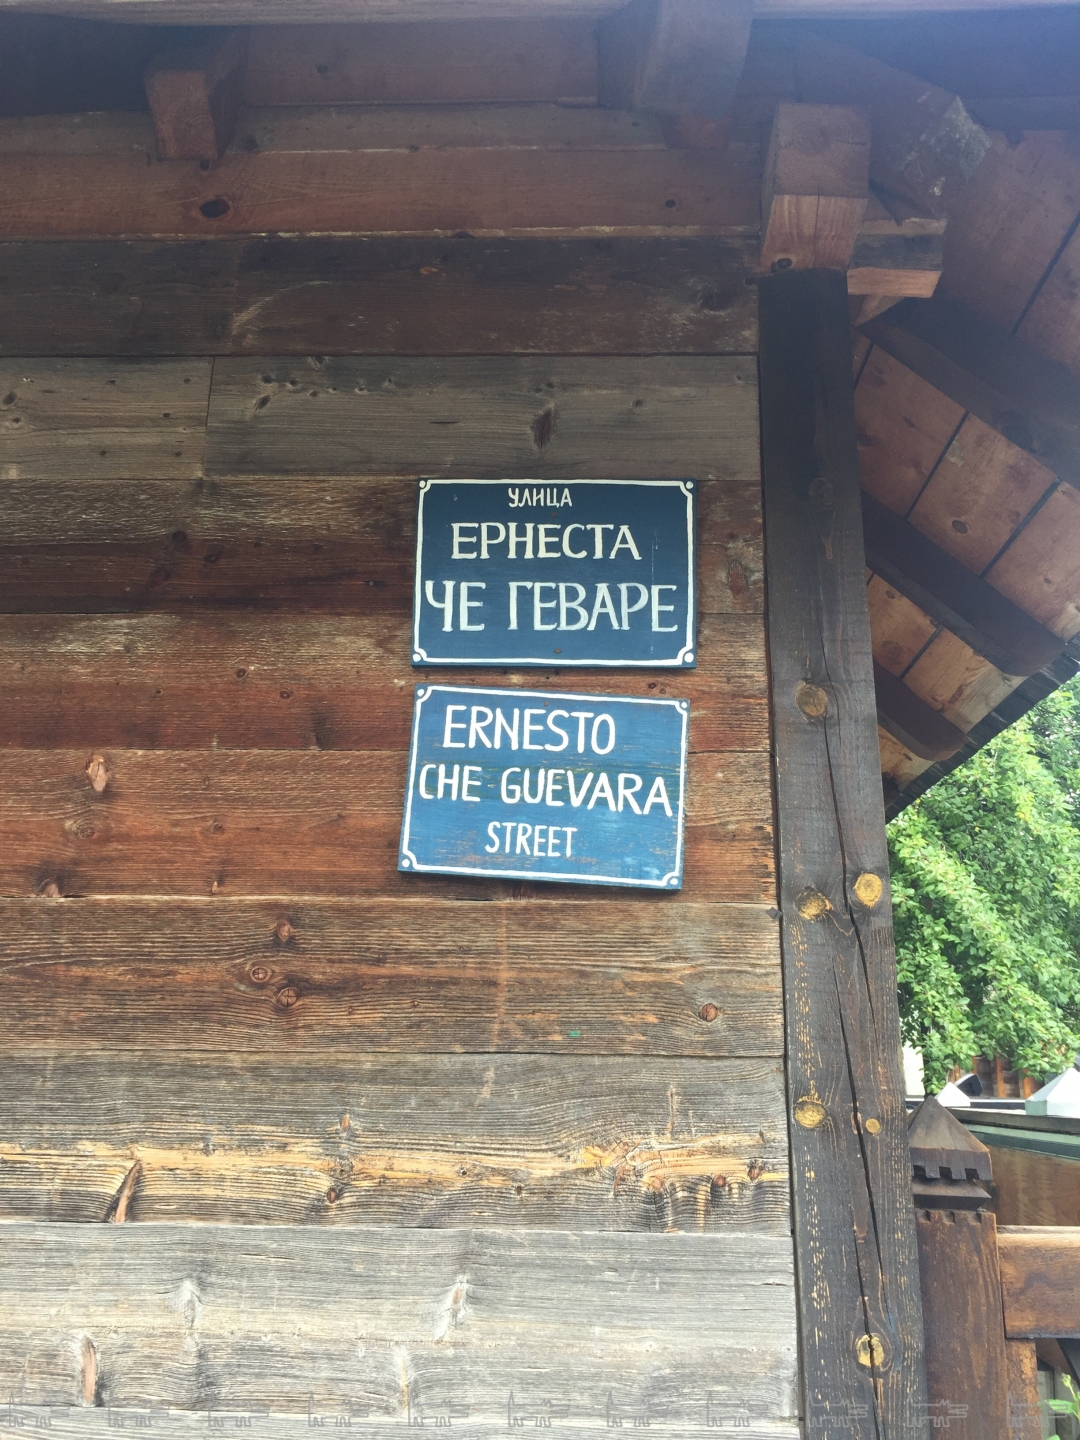 УЛИЦА
ЕРНЕСТА
ЧЕ ГЕВАРЕ
ERNESTO
CHE GUEVARA
STREET